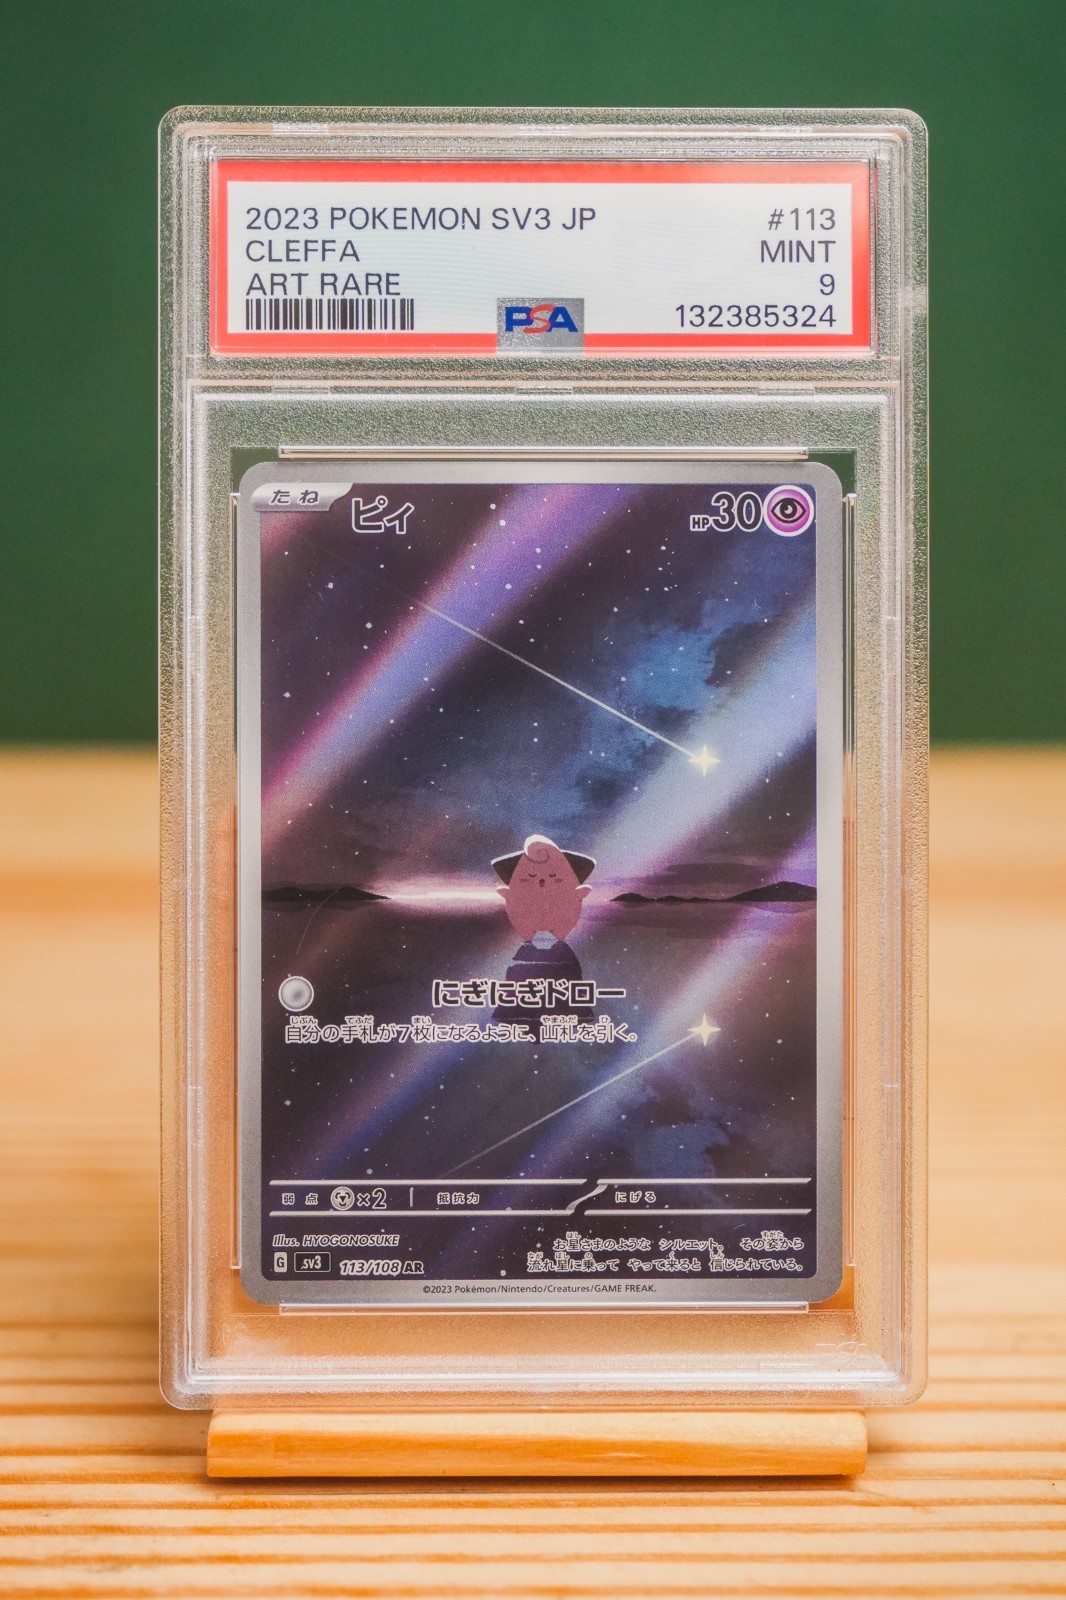 2023 POKEMON SV3 JP #113
CLEFFA MINT
ART RARE 9
PSA 132385324
たね ピィ HP30
にぎにぎドロー
自分の手札が7枚になるように、山札を引く。
弱点 ×2 抵抗力 にげる
Illus. HYOGONOSUKE
お星さまのような シルエット。 その姿から
流れ星に乗って やって来ると 信じられている。
G sv3 113/108 AR
©2023 Pokémon/Nintendo/Creatures/GAME FREAK.